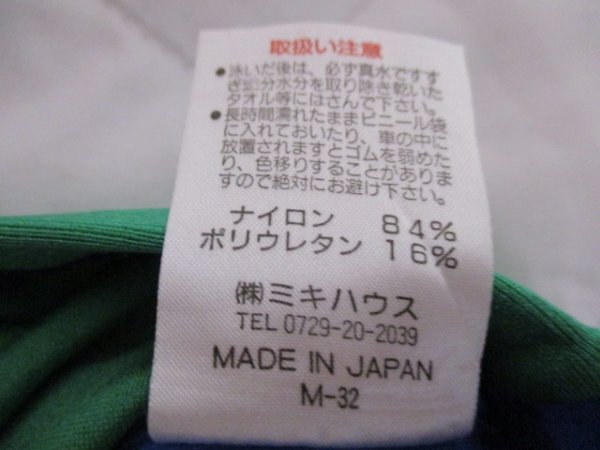 取扱い注意
●泳いだ後は、必ず真水ですす
ぎ余分水分を取り除き乾いた
タオル等にはさんで下さい。
●長時間濡れたままビニール袋
に入れておいたり、車の中に
放置されますとゴムを弱めた
り、色移りすることがありま
すので絶対にお避け下さい。
ナイロン 84%
ポリウレタン 16%
㈱ミキハウス
TEL 0729-20-2039
MADE IN JAPAN
M-32